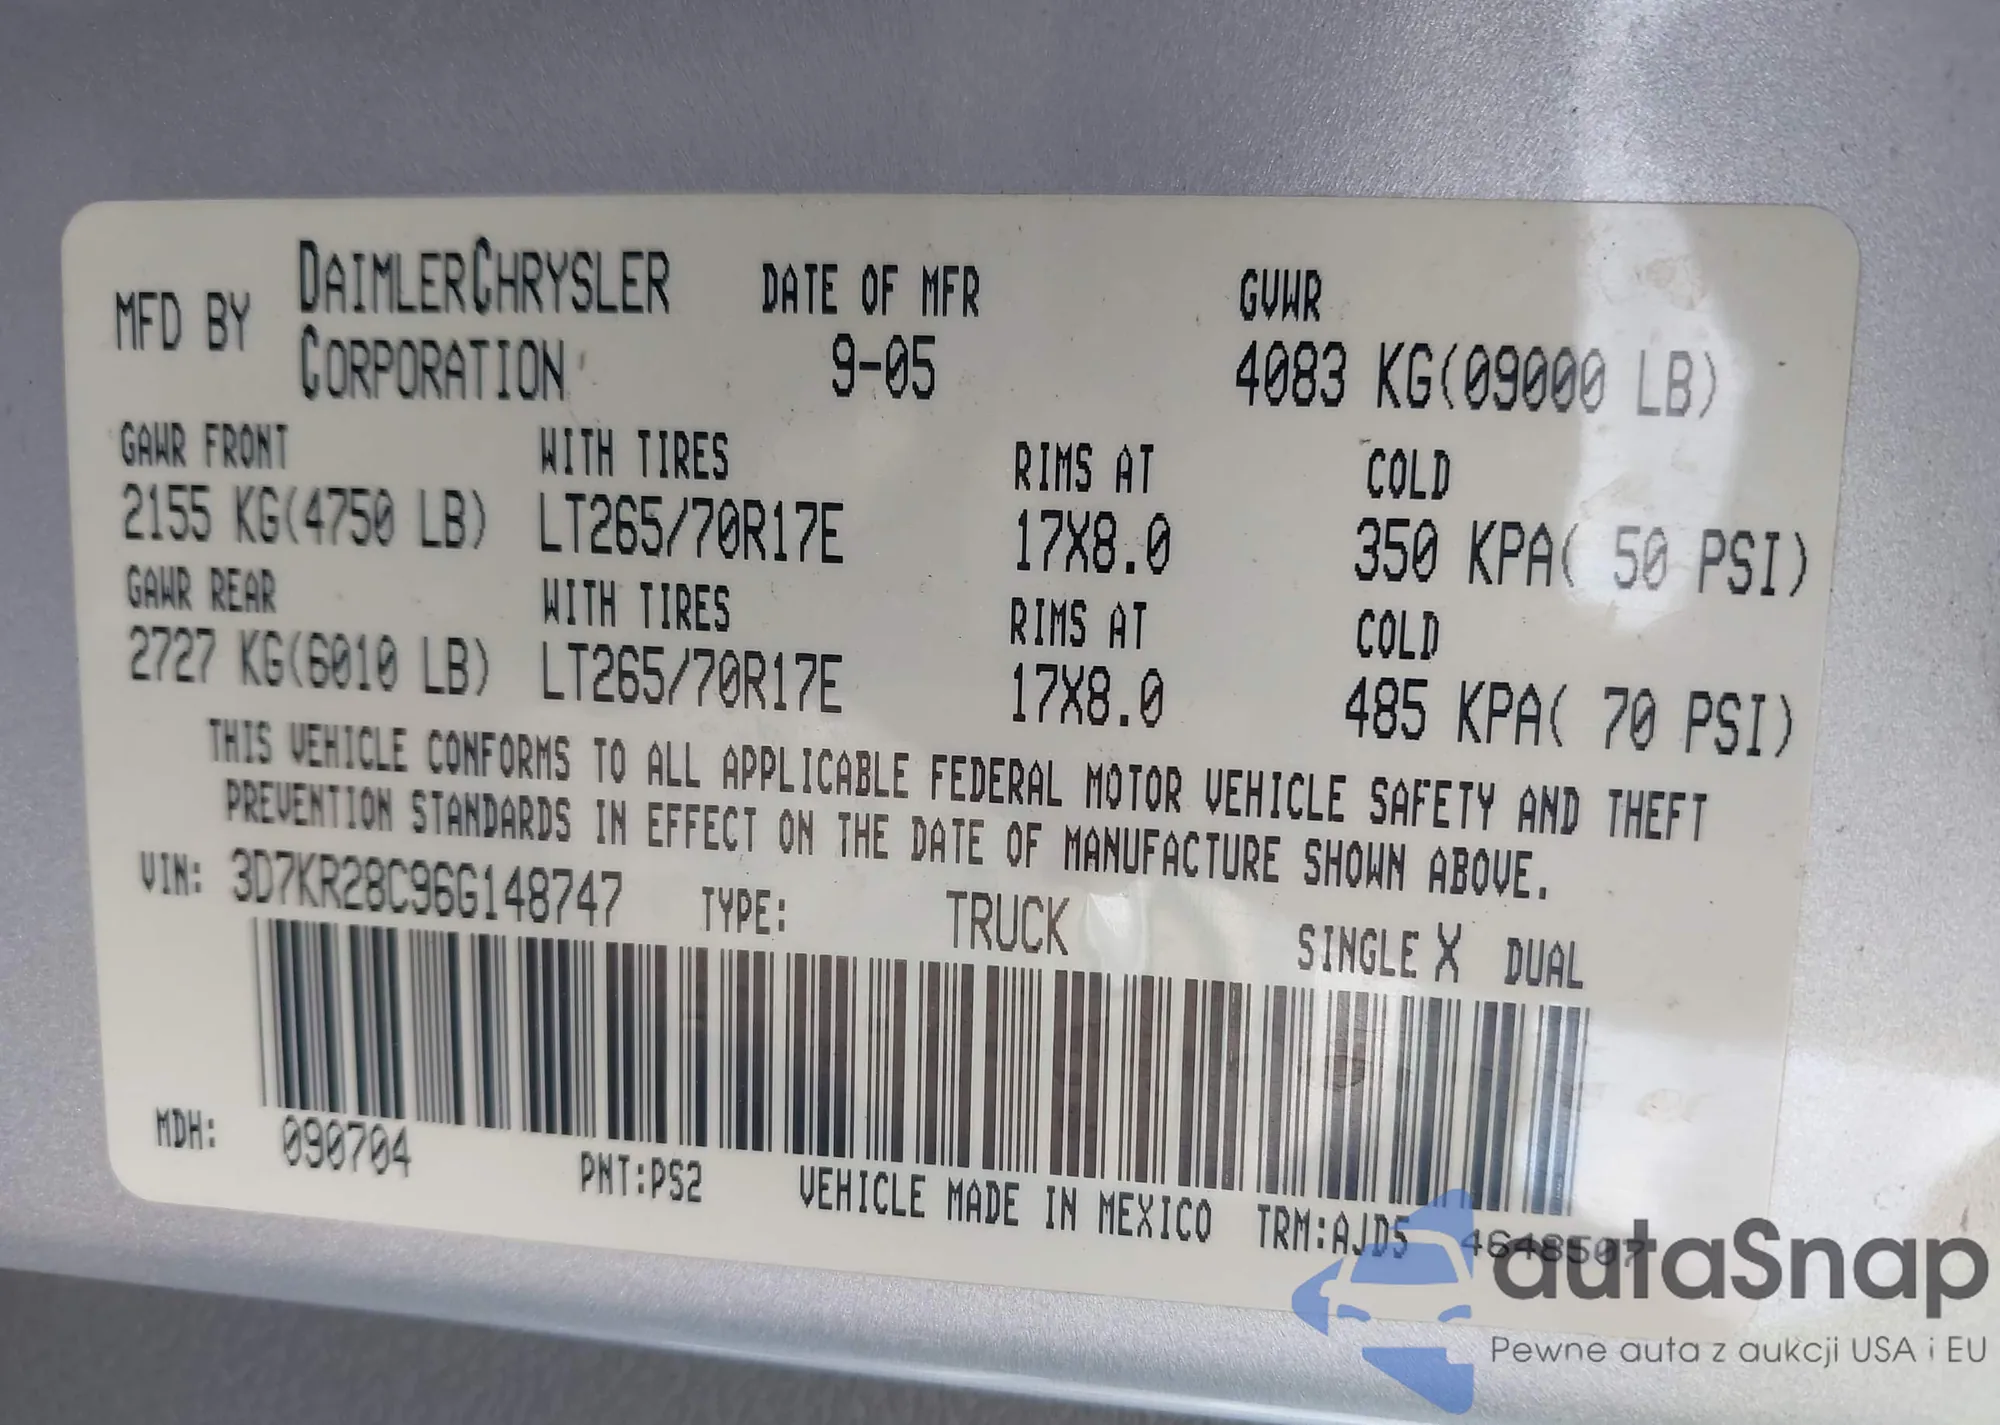 MFD BY DAIMLERCHRYSLER CORPORATION DATE OF MFR 9-05 GVWR 4083 KG(09000 LB)
GAWR FRONT WITH TIRES RIMS AT COLD
2155 KG(4750 LB) LT265/70R17E 17X8.0 350 KPA( 50 PSI)
GAWR REAR WITH TIRES RIMS AT COLD
2727 KG(6010 LB) LT265/70R17E 17X8.0 485 KPA( 70 PSI)
THIS VEHICLE CONFORMS TO ALL APPLICABLE FEDERAL MOTOR VEHICLE SAFETY AND THEFT
PREVENTION STANDARDS IN EFFECT ON THE DATE OF MANUFACTURE SHOWN ABOVE.
VIN: 3D7KR28C96G148747 TYPE: TRUCK SINGLE X DUAL
MDH: 090704 PNT:PS2 VEHICLE MADE IN MEXICO TRM:AJD5 4648507
autaSnap
Pewne auta z aukcji USA i EU